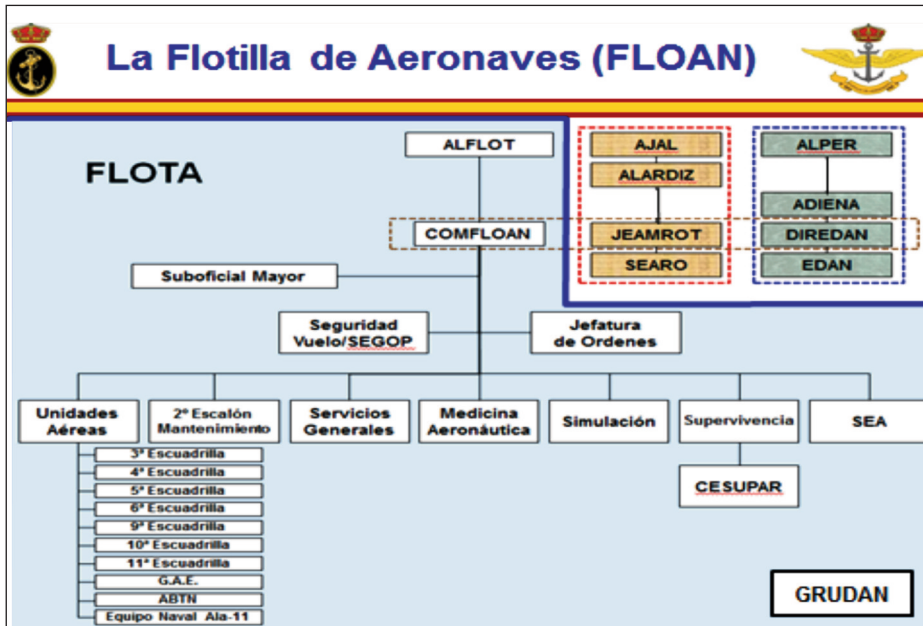 La Flotilla de Aeronaves (FLOAN)
FLOTA
ALFLOT
COMFLOAN
AJAL
ALARDIZ
JEAMROT
SEARO
ALPER
ADIENA
DIREDAN
EDAN
Suboficial Mayor
Seguridad
Vuelo/SEGOP
Jefatura
de Ordenes
Unidades
Aéreas
2º Escalón
Mantenimiento
Servicios
Generales
Medicina
Aeronáutica
Simulación
Supervivencia
SEA
CESUPAR
3ª Escuadrilla
4ª Escuadrilla
5ª Escuadrilla
6ª Escuadrilla
9ª Escuadrilla
10ª Escuadrilla
11ª Escuadrilla
G.A.E.
ABTN
Equipo Naval Ala-11
GRUDAN